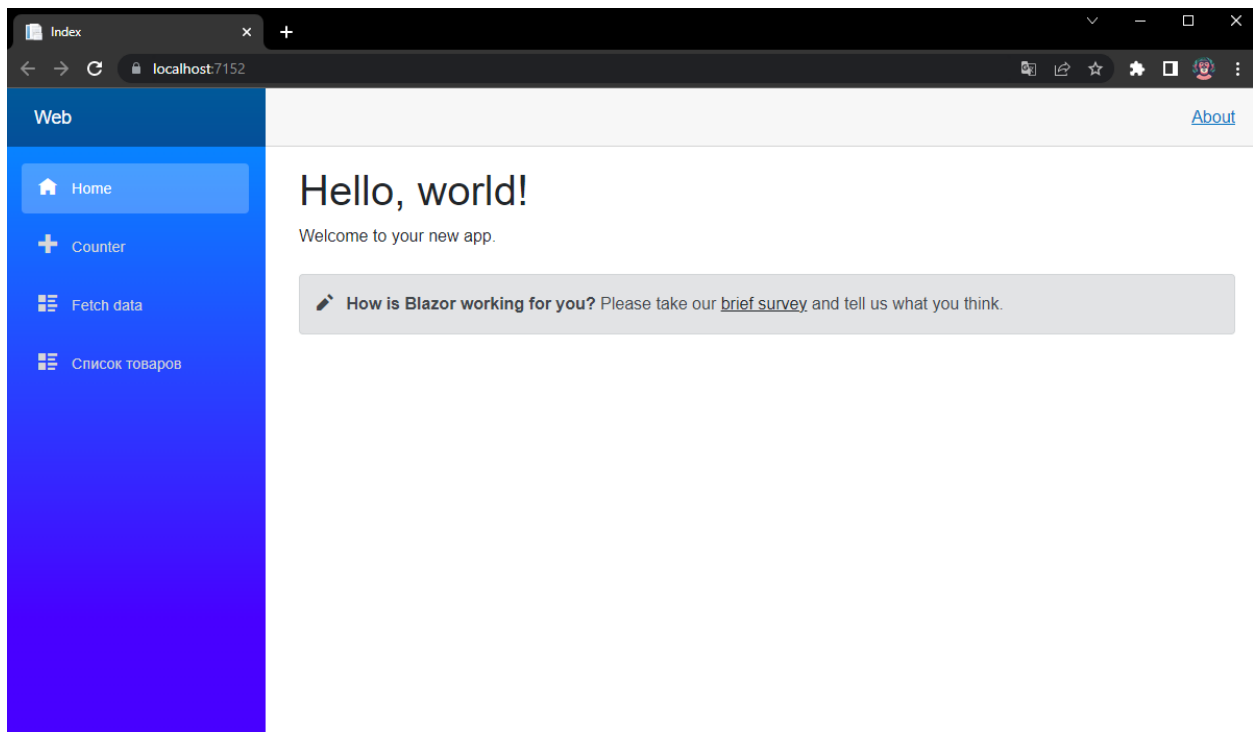 Index
localhost:7152
Web
About
Home
Counter
Fetch data
Список товаров
Hello, world!
Welcome to your new app.
How is Blazor working for you? Please take our brief survey and tell us what you think.